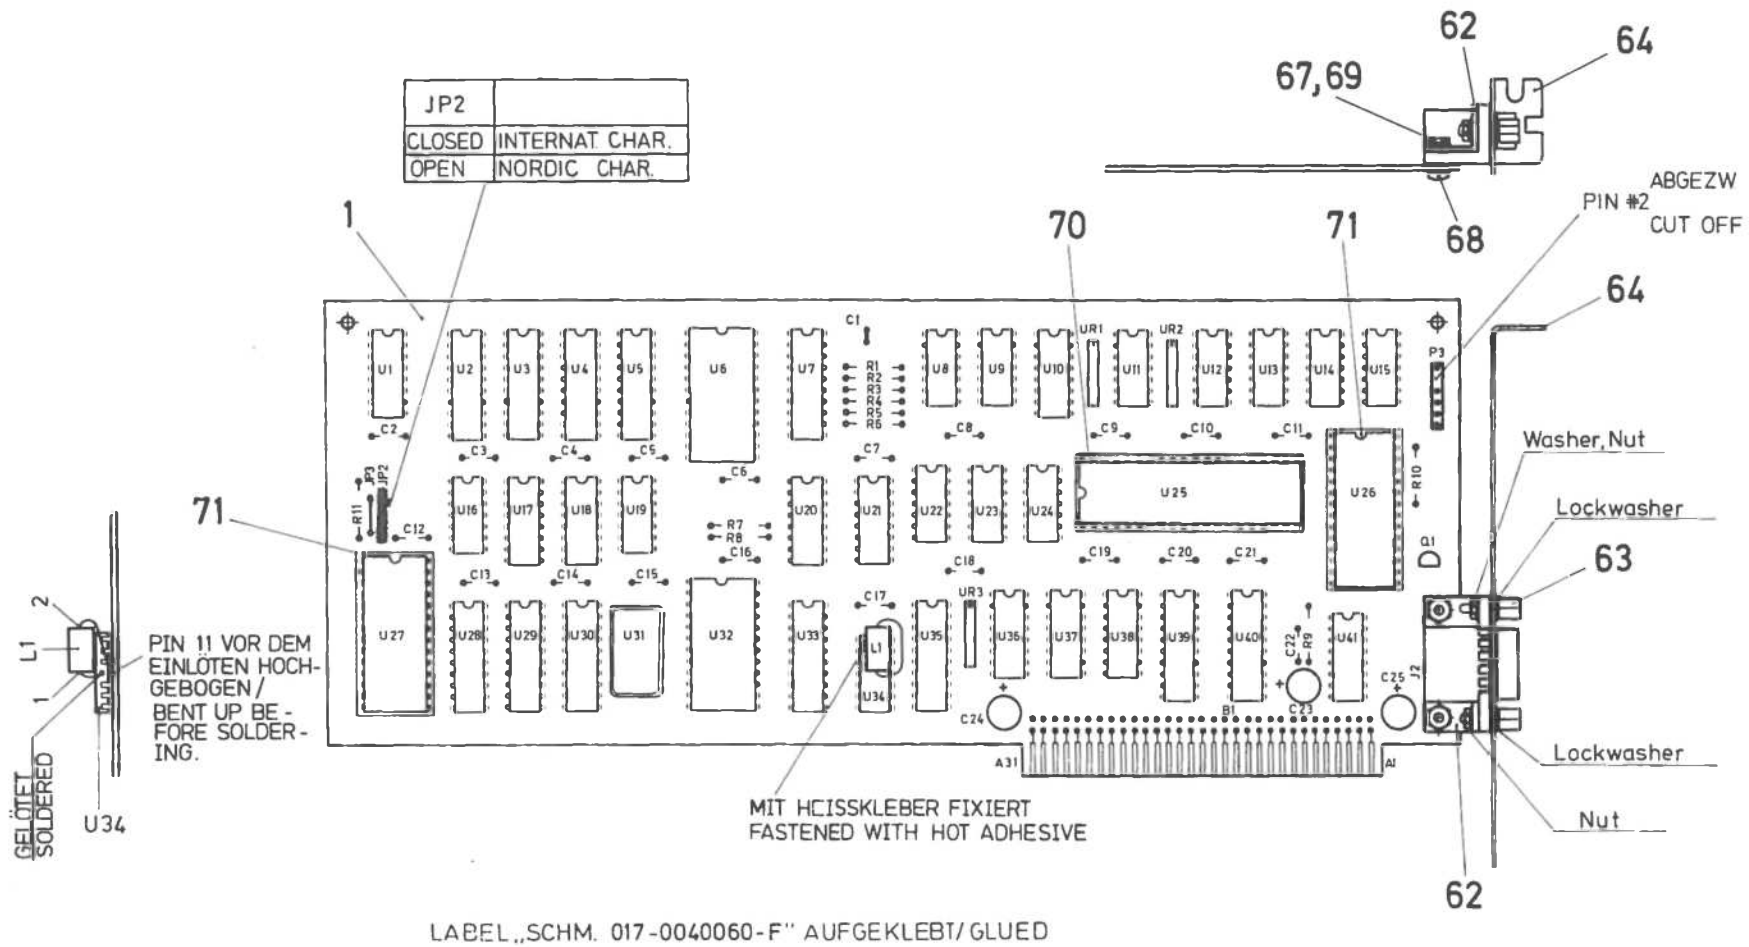 62
64
67,69
JP2
CLOSED INTERNAT. CHAR.
OPEN NORDIC CHAR.
68
ABGEZW
PIN #2
CUT OFF
1
70
71
64
C1
UR1
UR2
P3
U1
U2
U3
U4
U5
U6
U7
R1
R2
R3
R4
R5
R6
U8
U9
U10
U11
U12
U13
U14
U15
C2
C3
C4
C5
C6
C7
C8
C9
C10
C11
Washer, Nut
JP3
JP2
R11
C12
71
U16
U17
U18
U19
R7
R8
C16
U20
U21
U22
U23
U24
U25
U26
R10
Lockwasher
Q1
63
C13
C14
C15
C17
C18
C19
C20
C21
UR3
2
L1
1
PIN 11 VOR DEM
EINLÖTEN HOCH-
GEBOGEN /
BENT UP BE-
FORE SOLDER-
ING.
GELÖTET
SOLDERED
U34
U27
U28
U29
U30
U31
U32
U33
L1
U34
U35
U36
U37
U38
U39
U40
C22
R9
U41
J2
C24
B1
C23
C25
+
+
+
A31
A1
Lockwasher
Nut
MIT HCISSKLEBER FIXIERT
FASTENED WITH HOT ADHESIVE
62
LABEL „SCHM. 017-0040060-F" AUFGEKLEBT/GLUED